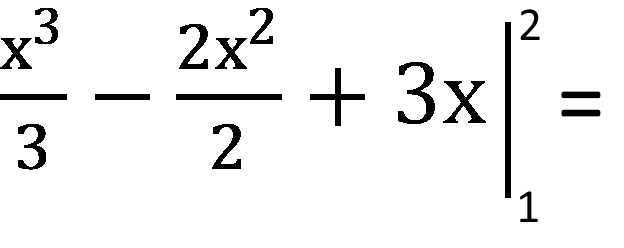 x³/3 − 2x²/2 + 3x |₁² =